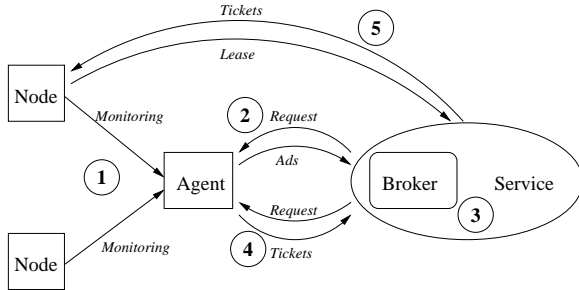 Tickets
5
Lease
Node
Monitoring
2
Request
Ads
1
Agent
Broker
Service
Request
3
Monitoring
4
Tickets
Node